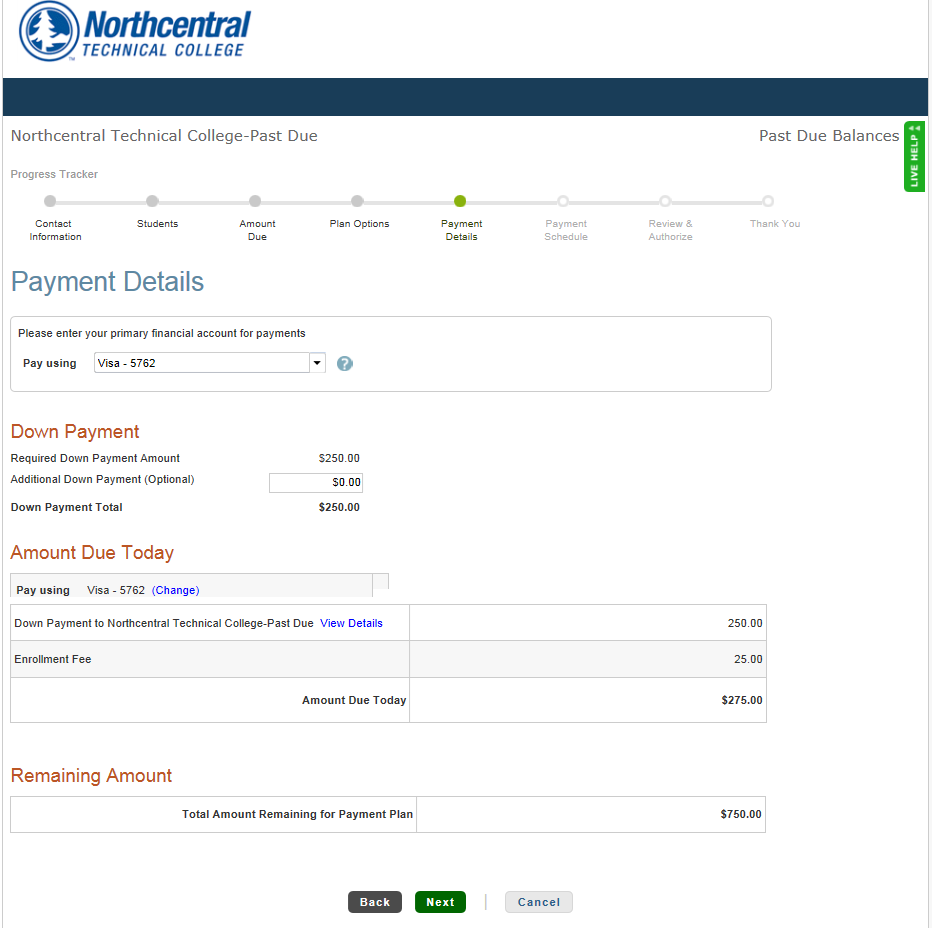 Northcentral
TECHNICAL COLLEGE
TM
Northcentral Technical College-Past Due
Past Due Balances
LIVE HELP
Progress Tracker
Contact
Information
Students
Amount
Due
Plan Options
Payment
Details
Payment
Schedule
Review &
Authorize
Thank You
Payment Details
Please enter your primary financial account for payments
Pay using Visa - 5762 ?
Down Payment
Required Down Payment Amount $250.00
Additional Down Payment (Optional) $0.00
Down Payment Total $250.00
Amount Due Today
Pay using Visa - 5762 (Change)
Down Payment to Northcentral Technical College-Past Due View Details 250.00
Enrollment Fee 25.00
Amount Due Today $275.00
Remaining Amount
Total Amount Remaining for Payment Plan $750.00
Back Next | Cancel